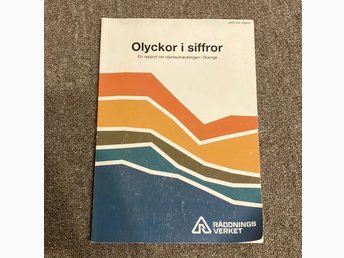 Olyckor i siffror
En rapport om olycksutvecklingen i Sverige
RÄDDNINGS
VERKET